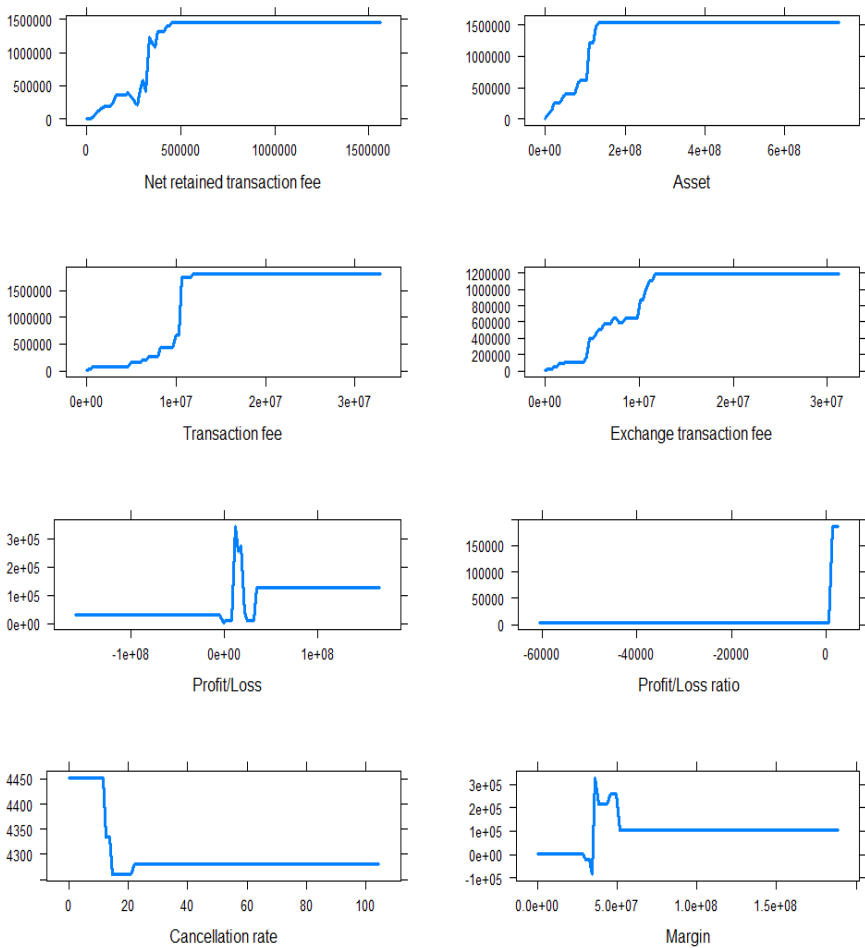 1500000
1000000
500000
0
0 500000 1000000 1500000
Net retained transaction fee
1500000
1000000
500000
0
0e+00 2e+08 4e+08 6e+08
Asset
1500000
1000000
500000
0
0e+00 1e+07 2e+07 3e+07
Transaction fee
1200000
1000000
800000
600000
400000
200000
0
0e+00 1e+07 2e+07 3e+07
Exchange transaction fee
3e+05
2e+05
1e+05
0e+00
-1e+08 0e+00 1e+08
Profit/Loss
150000
100000
50000
0
-60000 -40000 -20000 0
Profit/Loss ratio
4450
4400
4350
4300
0 20 40 60 80 100
Cancellation rate
3e+05
2e+05
1e+05
0e+00
-1e+05
0.0e+00 5.0e+07 1.0e+08 1.5e+08
Margin